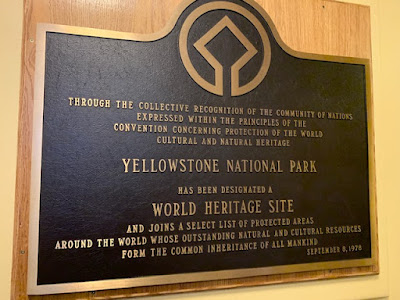 THROUGH THE COLLECTIVE RECOGNITION OF THE COMMUNITY OF NATIONS
EXPRESSED WITHIN THE PRINCIPLES OF THE
CONVENTION CONCERNING PROTECTION OF THE WORLD
CULTURAL AND NATURAL HERITAGE
YELLOWSTONE NATIONAL PARK
HAS BEEN DESIGNATED A
WORLD HERITAGE SITE
AND JOINS A SELECT LIST OF PROTECTED AREAS
AROUND THE WORLD WHOSE OUTSTANDING NATURAL AND CULTURAL RESOURCES
FORM THE COMMON INHERITANCE OF ALL MANKIND
SEPTEMBER 8, 1978